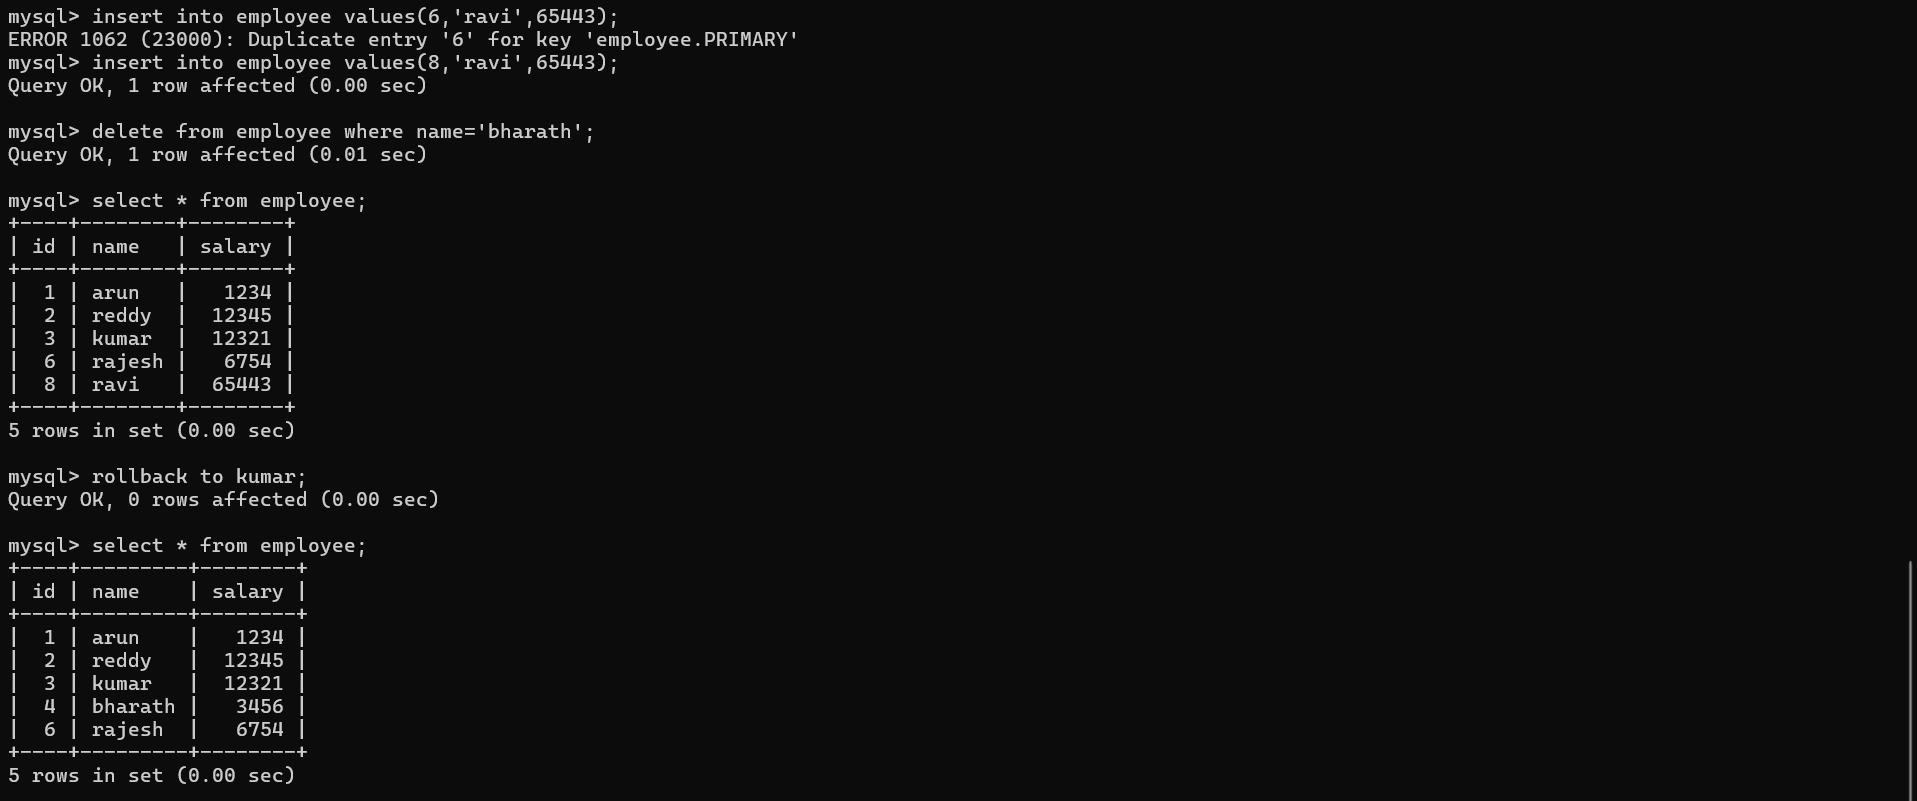 mysql> insert into employee values(6,'ravi',65443);
ERROR 1062 (23000): Duplicate entry '6' for key 'employee.PRIMARY'
mysql> insert into employee values(8,'ravi',65443);
Query OK, 1 row affected (0.00 sec)

mysql> delete from employee where name='bharath';
Query OK, 1 row affected (0.01 sec)

mysql> select * from employee;
+----+--------+--------+
| id | name   | salary |
+----+--------+--------+
|  1 | arun   |   1234 |
|  2 | reddy  |  12345 |
|  3 | kumar  |  12321 |
|  6 | rajesh |   6754 |
|  8 | ravi   |  65443 |
+----+--------+--------+
5 rows in set (0.00 sec)

mysql> rollback to kumar;
Query OK, 0 rows affected (0.00 sec)

mysql> select * from employee;
+----+---------+--------+
| id | name    | salary |
+----+---------+--------+
|  1 | arun    |   1234 |
|  2 | reddy   |  12345 |
|  3 | kumar   |  12321 |
|  4 | bharath |   3456 |
|  6 | rajesh  |   6754 |
+----+---------+--------+
5 rows in set (0.00 sec)